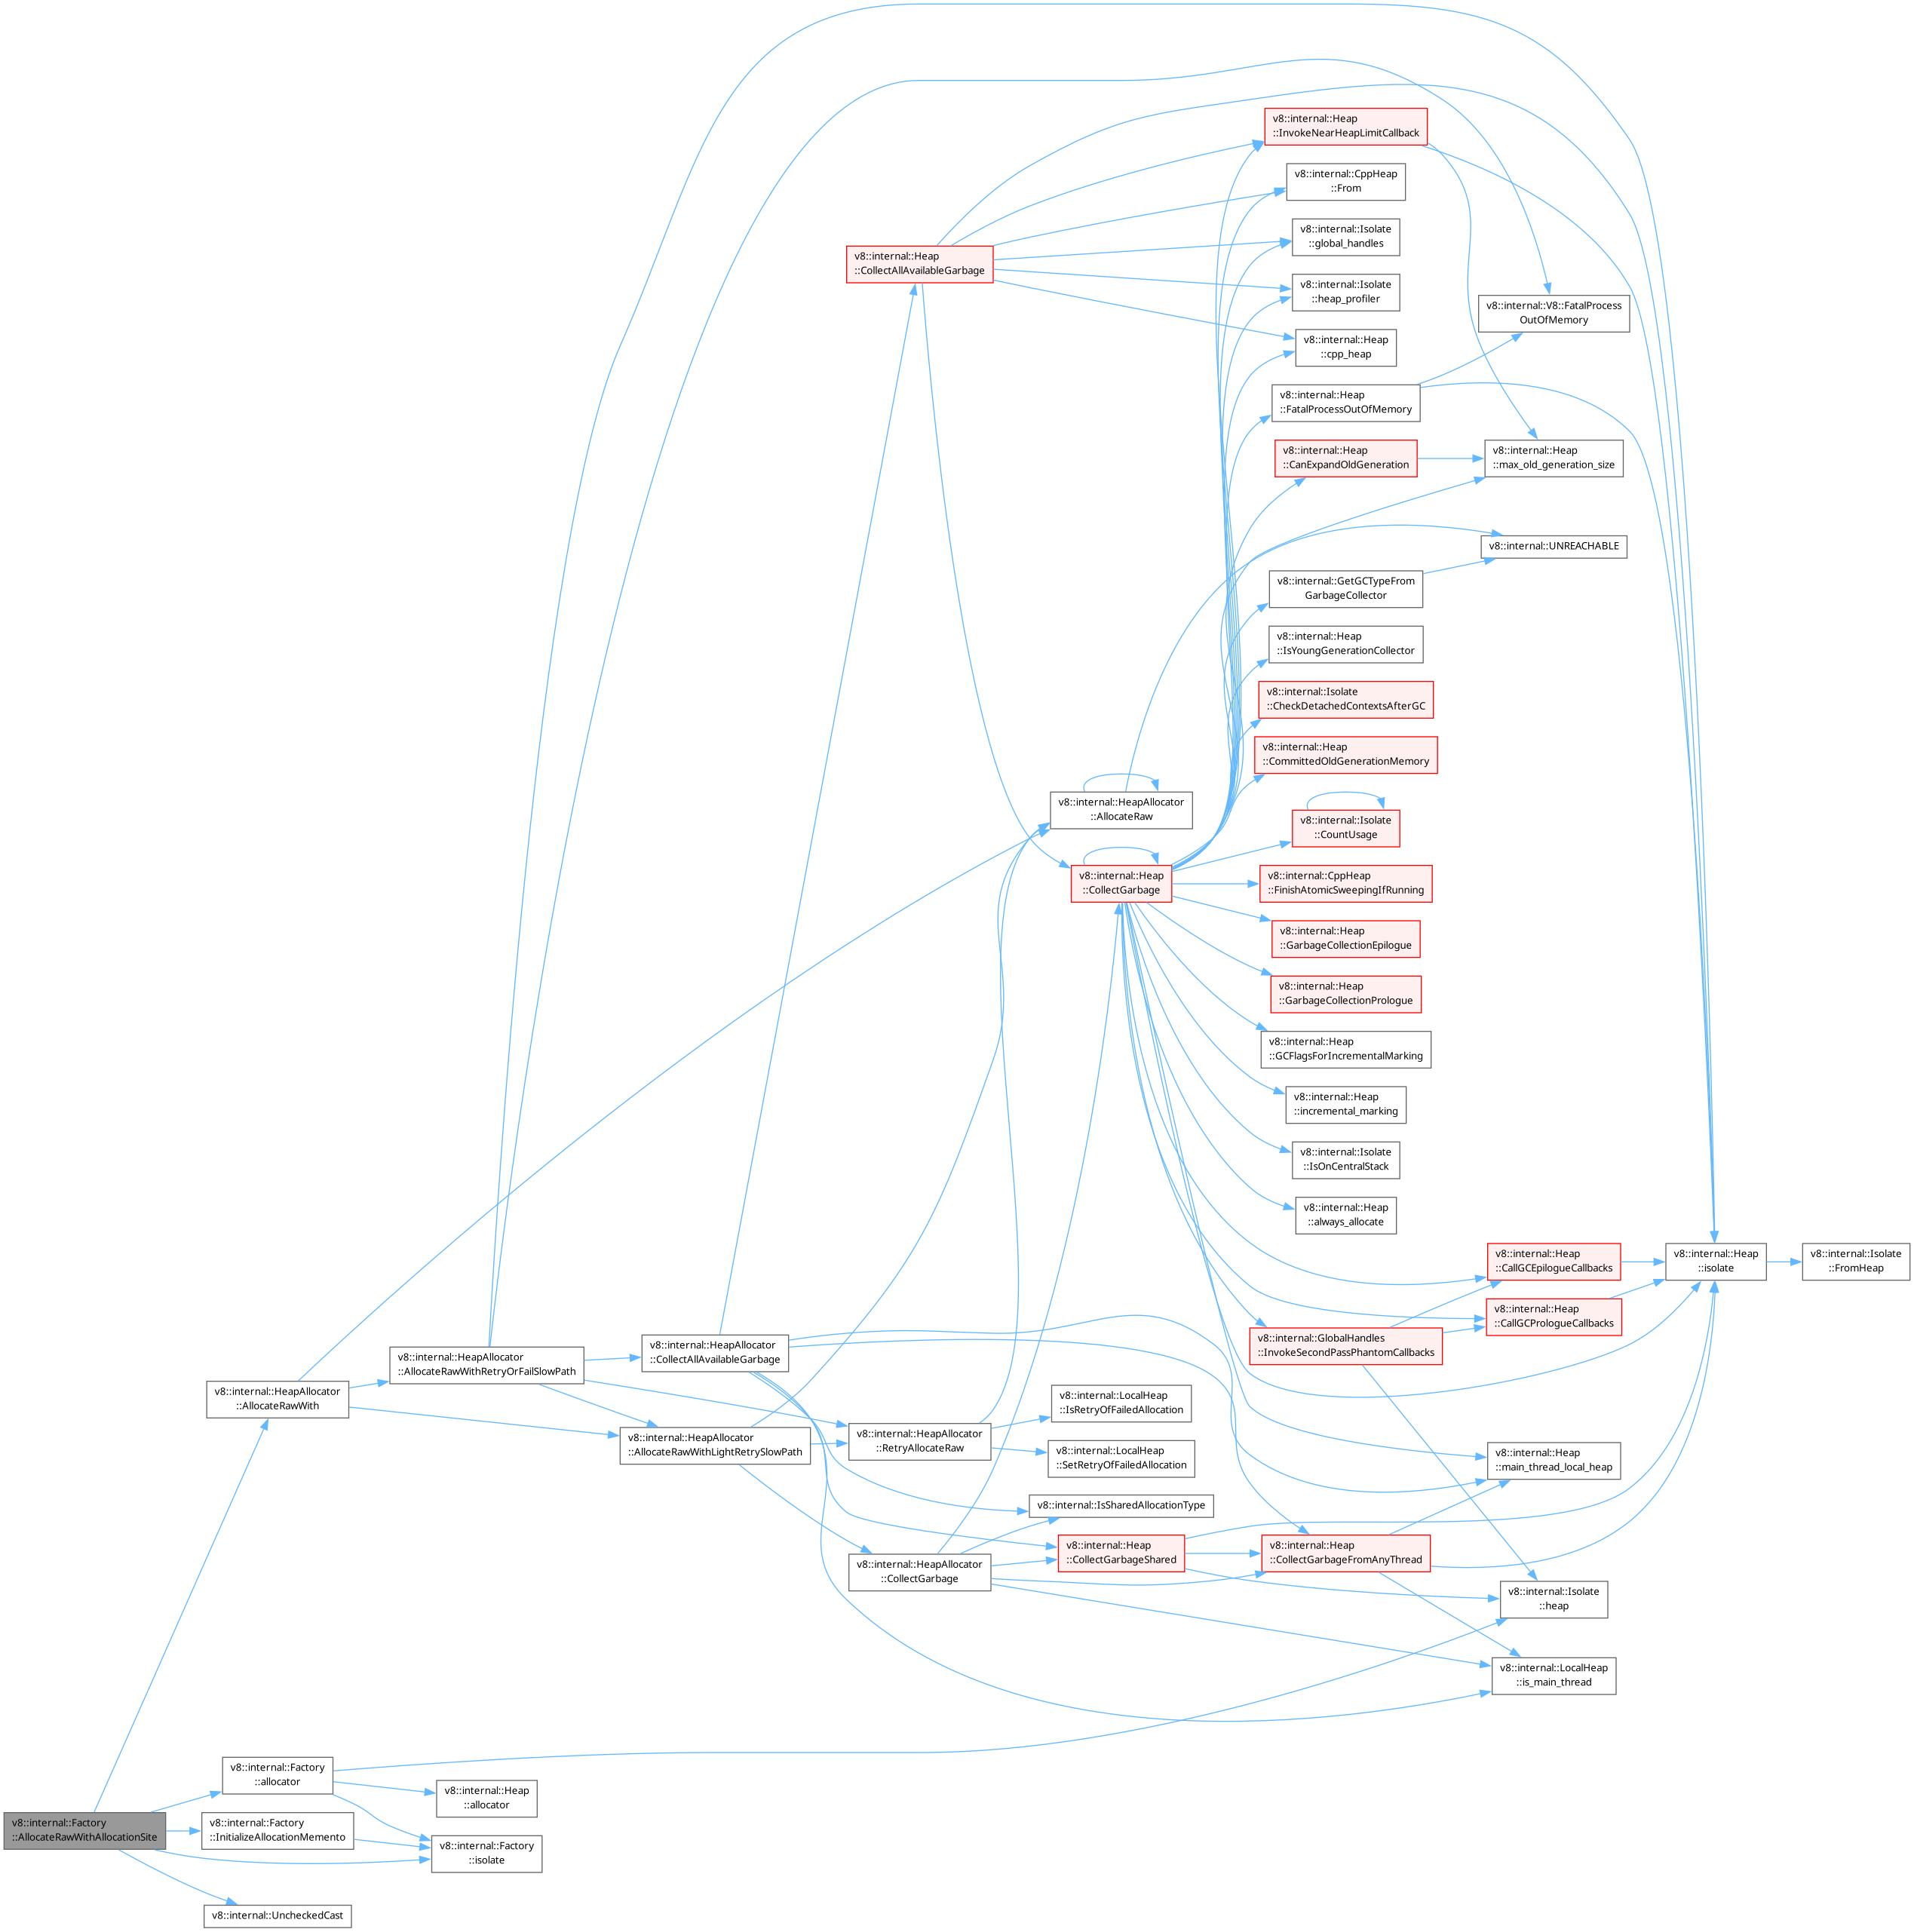 v8::internal::Heap
::InvokeNearHeapLimitCallback
v8::internal::CppHeap
::From
v8::internal::Isolate
::global_handles
v8::internal::Heap
::CollectAllAvailableGarbage
v8::internal::Isolate
::heap_profiler
v8::internal::V8::FatalProcess
OutOfMemory
v8::internal::Heap
::cpp_heap
v8::internal::Heap
::FatalProcessOutOfMemory
v8::internal::Heap
::CanExpandOldGeneration
v8::internal::Heap
::max_old_generation_size
v8::internal::UNREACHABLE
v8::internal::GetGCTypeFrom
GarbageCollector
v8::internal::Heap
::IsYoungGenerationCollector
v8::internal::Isolate
::CheckDetachedContextsAfterGC
v8::internal::Heap
::CommittedOldGenerationMemory
v8::internal::HeapAllocator
::AllocateRaw
v8::internal::Isolate
::CountUsage
v8::internal::Heap
::CollectGarbage
v8::internal::CppHeap
::FinishAtomicSweepingIfRunning
v8::internal::Heap
::GarbageCollectionEpilogue
v8::internal::Heap
::GarbageCollectionPrologue
v8::internal::Heap
::GCFlagsForIncrementalMarking
v8::internal::Heap
::incremental_marking
v8::internal::Isolate
::IsOnCentralStack
v8::internal::Heap
::always_allocate
v8::internal::Heap
::CallGCEpilogueCallbacks
v8::internal::Heap
::isolate
v8::internal::Isolate
::FromHeap
v8::internal::Heap
::CallGCPrologueCallbacks
v8::internal::GlobalHandles
::InvokeSecondPassPhantomCallbacks
v8::internal::HeapAllocator
::CollectAllAvailableGarbage
v8::internal::HeapAllocator
::AllocateRawWithRetryOrFailSlowPath
v8::internal::HeapAllocator
::AllocateRawWith
v8::internal::LocalHeap
::IsRetryOfFailedAllocation
v8::internal::HeapAllocator
::AllocateRawWithLightRetrySlowPath
v8::internal::HeapAllocator
::RetryAllocateRaw
v8::internal::LocalHeap
::SetRetryOfFailedAllocation
v8::internal::Heap
::main_thread_local_heap
v8::internal::IsSharedAllocationType
v8::internal::Heap
::CollectGarbageShared
v8::internal::Heap
::CollectGarbageFromAnyThread
v8::internal::HeapAllocator
::CollectGarbage
v8::internal::Isolate
::heap
v8::internal::LocalHeap
::is_main_thread
v8::internal::Factory
::allocator
v8::internal::Heap
::allocator
v8::internal::Factory
::AllocateRawWithAllocationSite
v8::internal::Factory
::InitializeAllocationMemento
v8::internal::Factory
::isolate
v8::internal::UncheckedCast